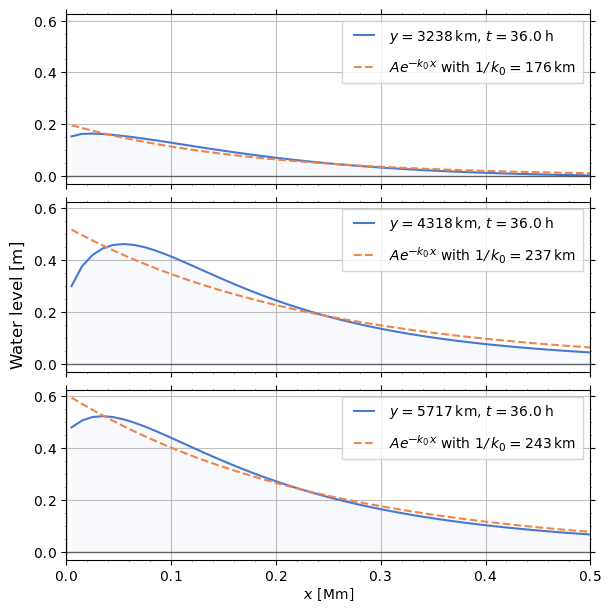 0.6
0.4
0.2
0.0
y = 3238 km, t = 36.0 h
Ae^{-k_0x} with 1/k_0 = 176 km
0.6
0.4
0.2
0.0
y = 4318 km, t = 36.0 h
Ae^{-k_0x} with 1/k_0 = 237 km
Water level [m]
0.6
0.4
0.2
0.0
y = 5717 km, t = 36.0 h
Ae^{-k_0x} with 1/k_0 = 243 km
0.0 0.1 0.2 0.3 0.4 0.5
x [Mm]